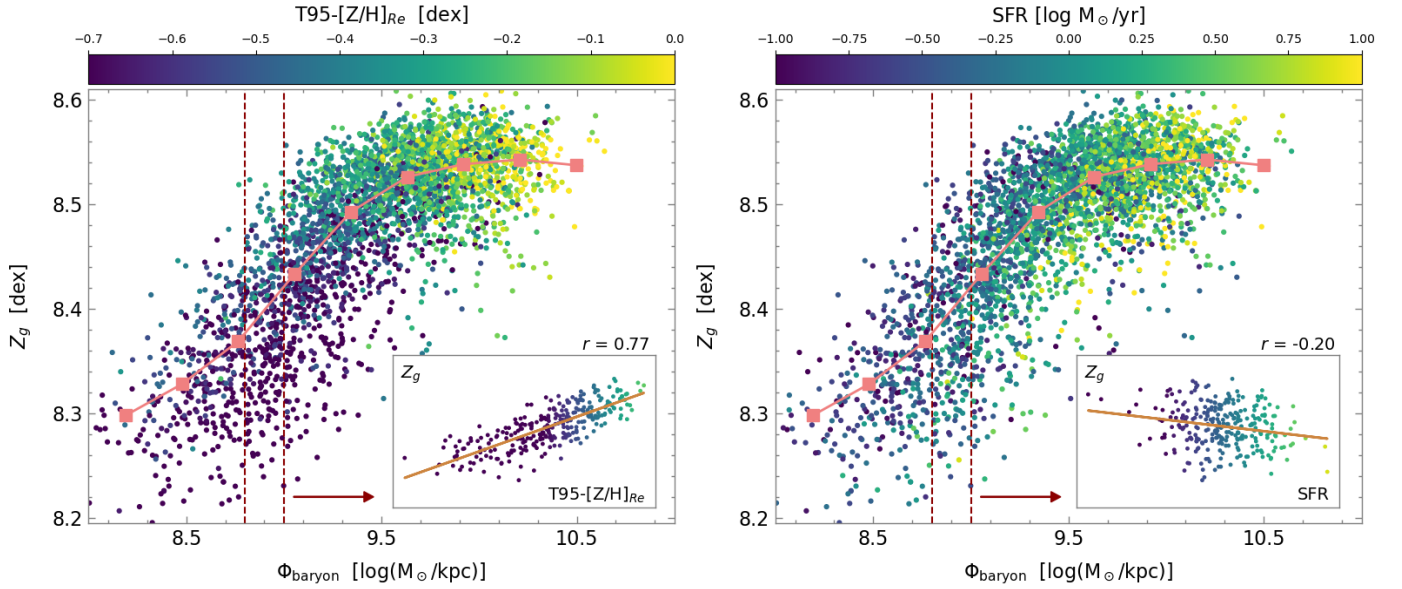 T95-[Z/H]Re [dex]
−0.7 −0.6 −0.5 −0.4 −0.3 −0.2 −0.1 0.0
8.6
8.5
8.4
8.3
8.2
Zg [dex]
r = 0.77
Zg
T95-[Z/H]Re
8.5 9.5 10.5
Φbaryon [log(M⊙/kpc)]
SFR [log M⊙/yr]
−1.00 −0.75 −0.50 −0.25 0.00 0.25 0.50 0.75 1.00
8.6
8.5
8.4
8.3
8.2
Zg [dex]
r = -0.20
Zg
SFR
8.5 9.5 10.5
Φbaryon [log(M⊙/kpc)]